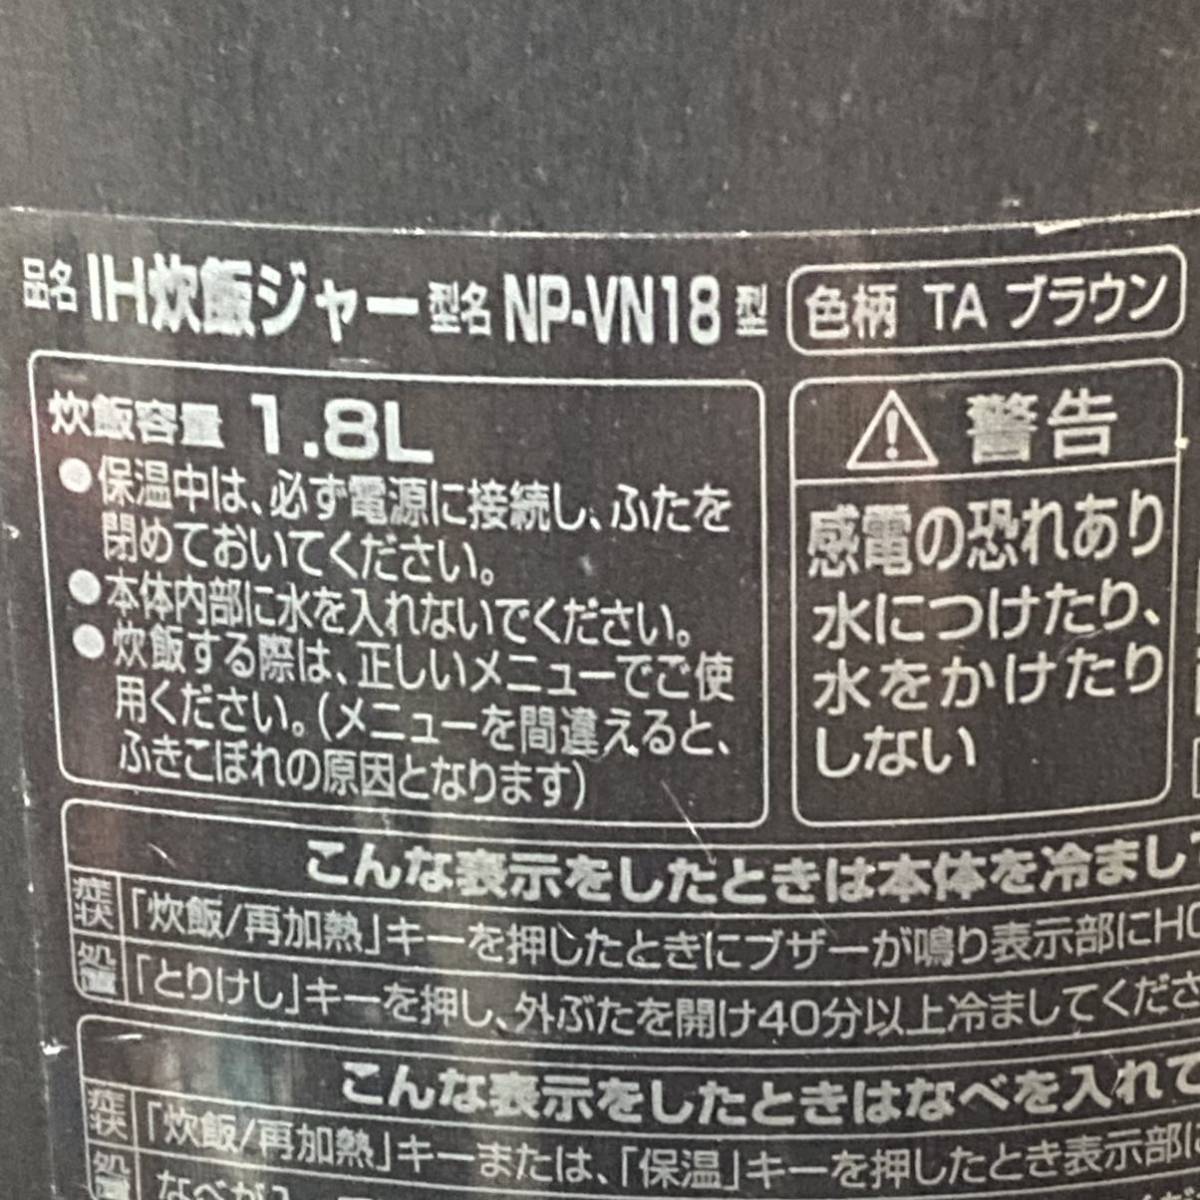 品名 IH炊飯ジャー 型名 NP-VN18 型
色柄 TA ブラウン
炊飯容量 1.8L
●保温中は、必ず電源に接続し、ふたを
閉めておいてください。
●本体内部に水を入れないでください。
●炊飯する際は、正しいメニューでご使
用ください。(メニューを間違えると、
ふきこぼれの原因となります)
⚠ 警告
感電の恐れあり
水につけたり、
水をかけたり
しない
こんな表示をしたときは本体を冷まし
症状 「炊飯/再加熱」キーを押したときにブザーが鳴り表示部にH0
処置 「とりけし」キーを押し、外ぶたを開け40分以上冷ましてくださ
こんな表示をしたときはなべを入れて
症状 「炊飯/再加熱」キーまたは、「保温」キーを押したとき表示部に
処置 なべが入